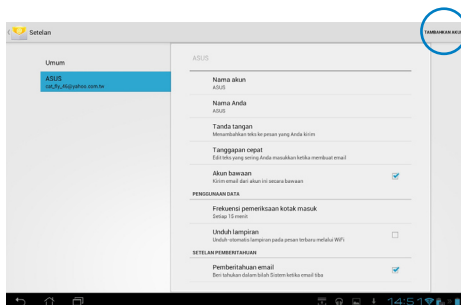 Setelan
TAMBAHKAN AKUN
Umum
ASUS
ASUS
Nama akun
ASUS
Nama Anda
ASUS
Tanda tangan
Menambahkan teks ke pesan yang Anda kirim
Tanggapan cepat
Edit teks yang sering Anda masukkan ketika membuat email
Akun bawaan
Kirim email dari akun ini secara bawaan
PENGGUNAAN DATA
Frekuensi pemeriksaan kotak masuk
Setiap 15 menit
Unduh lampiran
Unduh-otomatis lampiran pada pesan terbaru melalui WiFi
SETELAN PEMBERITAHUAN
Pemberitahuan email
Beri tahukan dalam bilah Sistem ketika email tiba
14:51